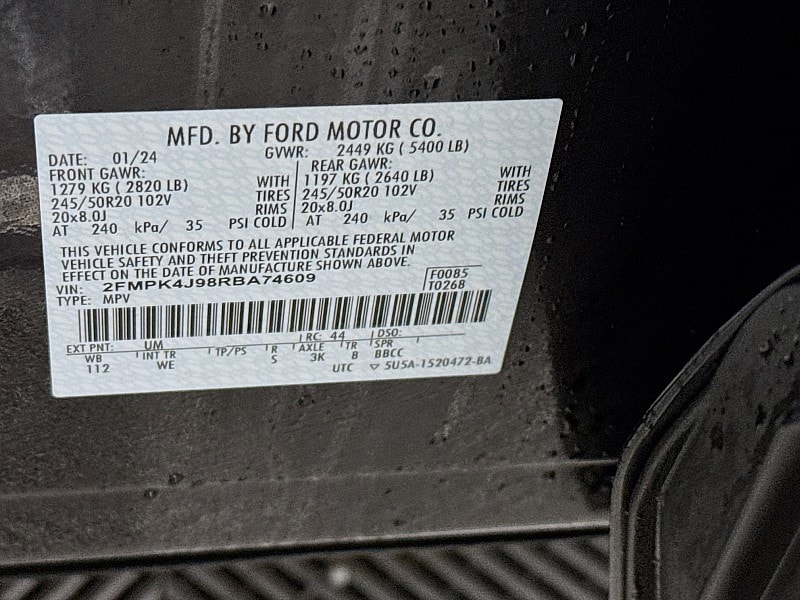 MFD. BY FORD MOTOR CO.
DATE: 01/24 GVWR: 2449 KG ( 5400 LB)
FRONT GAWR: REAR GAWR:
1279 KG ( 2820 LB) WITH 1197 KG ( 2640 LB) WITH
245/50R20 102V TIRES 245/50R20 102V TIRES
20x8.0J RIMS 20x8.0J RIMS
AT 240 kPa/ 35 PSI COLD AT 240 kPa/ 35 PSI COLD
THIS VEHICLE CONFORMS TO ALL APPLICABLE FEDERAL MOTOR
VEHICLE SAFETY AND THEFT PREVENTION STANDARDS IN
EFFECT ON THE DATE OF MANUFACTURE SHOWN ABOVE.
VIN: 2FMPK4J98RBA74609 F0085
TYPE: MPV T0268
EXT PNT: UM RC: 44 DSO:
WB INT TR TP/PS R AXLE TR SPR
112 WE S 3K 8 BBCC
UTC ▽ 5U5A-1520472-BA